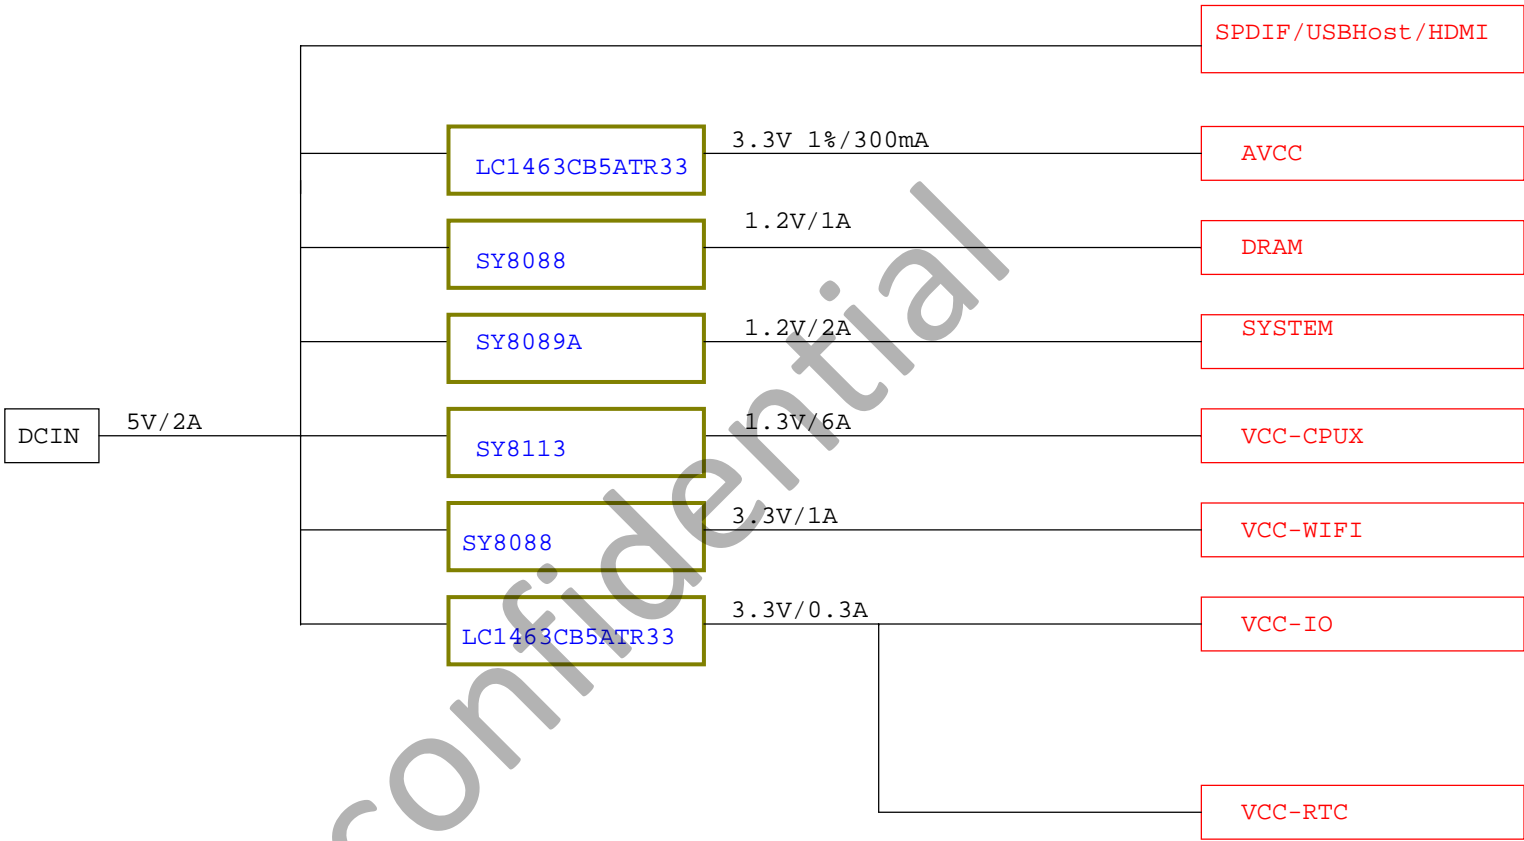 SPDIF/USBHost/HDMI
3.3V 1%/300mA
LC1463CB5ATR33
AVCC
1.2V/1A
SY8088
DRAM
1.2V/2A
SY8089A
SYSTEM
DCIN
5V/2A
1.3V/6A
SY8113
VCC-CPUX
3.3V/1A
SY8088
VCC-WIFI
3.3V/0.3A
LC1463CB5ATR33
VCC-IO
VCC-RTC
confidential